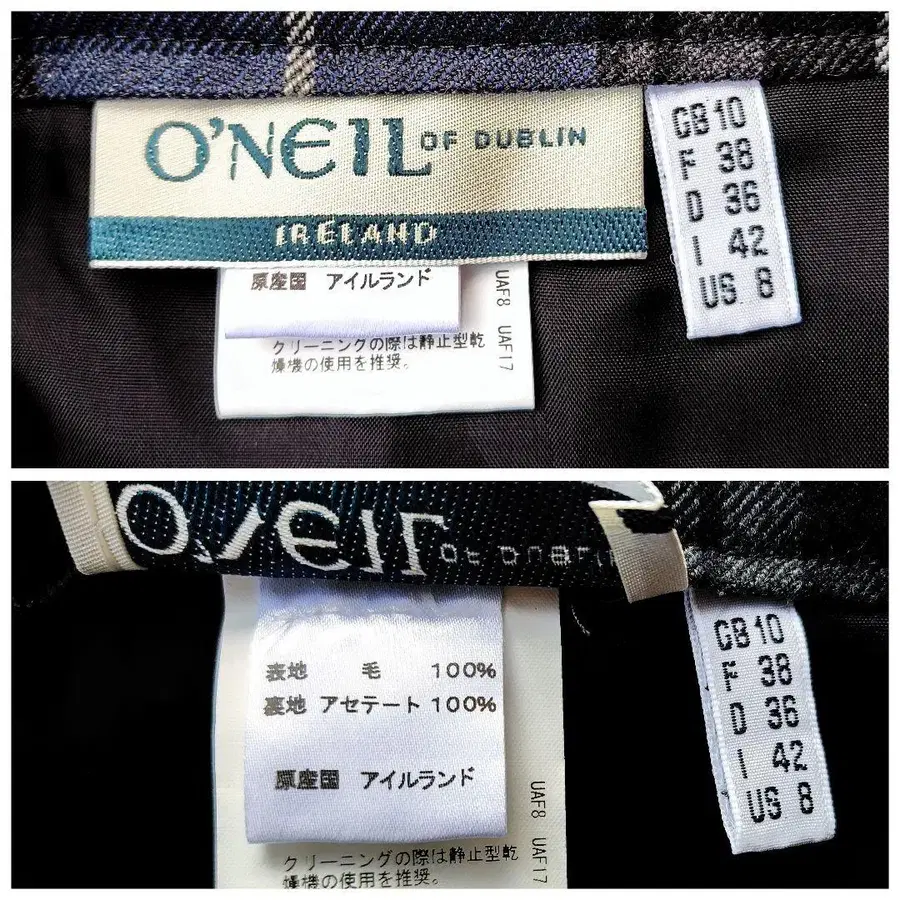 O'NEIL OF DUBLIN
IRELAND
GB 10
F 38
D 36
I 42
US 8
原産国 アイルランド
UAF8 UAF17
クリーニングの際は静止型乾
燥機の使用を推奨。
O'NEIL
GB 10
F 38
D 36
I 42
US 8
表地 毛 100%
裏地 アセテート 100%
原産国 アイルランド
UAF8 UAF17
クリーニングの際は静止型乾
燥機の使用を推奨。